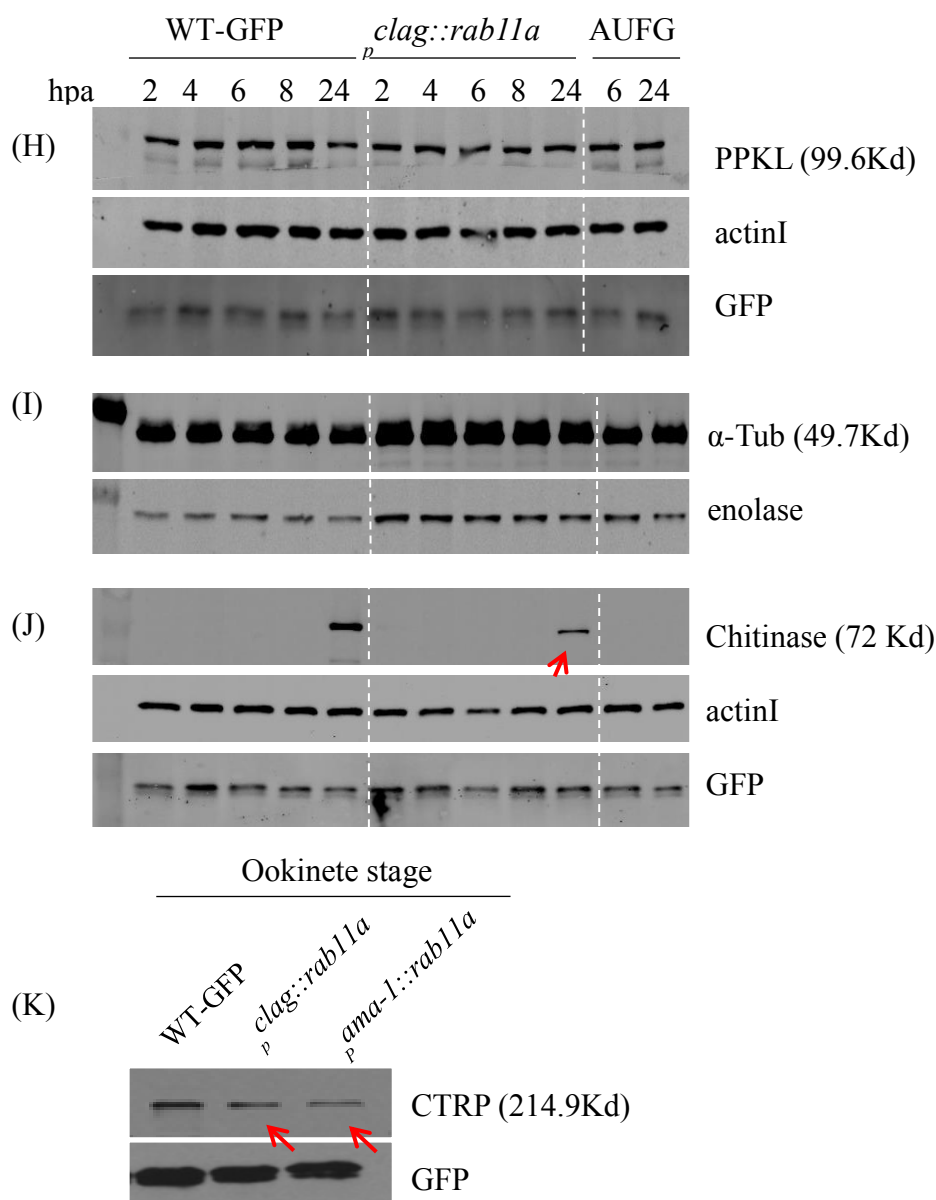 WT-GFP pclag::rab11a AUFG
hpa 2 4 6 8 24 2 4 6 8 24 6 24
(H) PPKL (99.6Kd)
actinI
GFP
(I) α-Tub (49.7Kd)
enolase
(J) Chitinase (72 Kd)
actinI
GFP
Ookinete stage
(K) WT-GFP pclag::rab11a pama-1::rab11a
CTRP (214.9Kd)
GFP